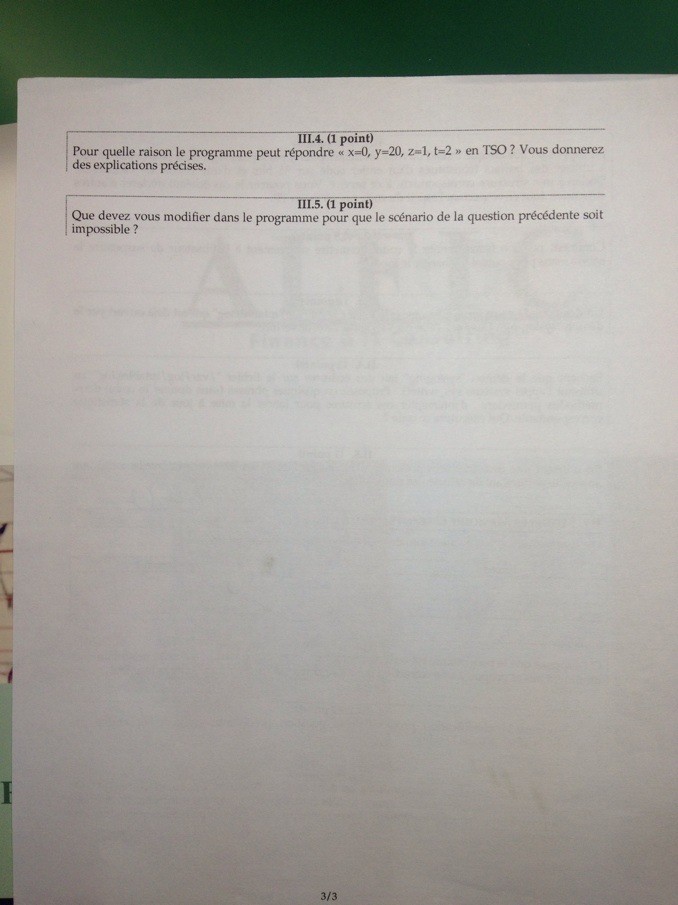 III.4. (1 point)
Pour quelle raison le programme peut répondre « x=0, y=20, z=1, t=2 » en TSO ? Vous donnerez
des explications précises.
III.5. (1 point)
Que devez vous modifier dans le programme pour que le scénario de la question précédente soit
impossible ?
3/3